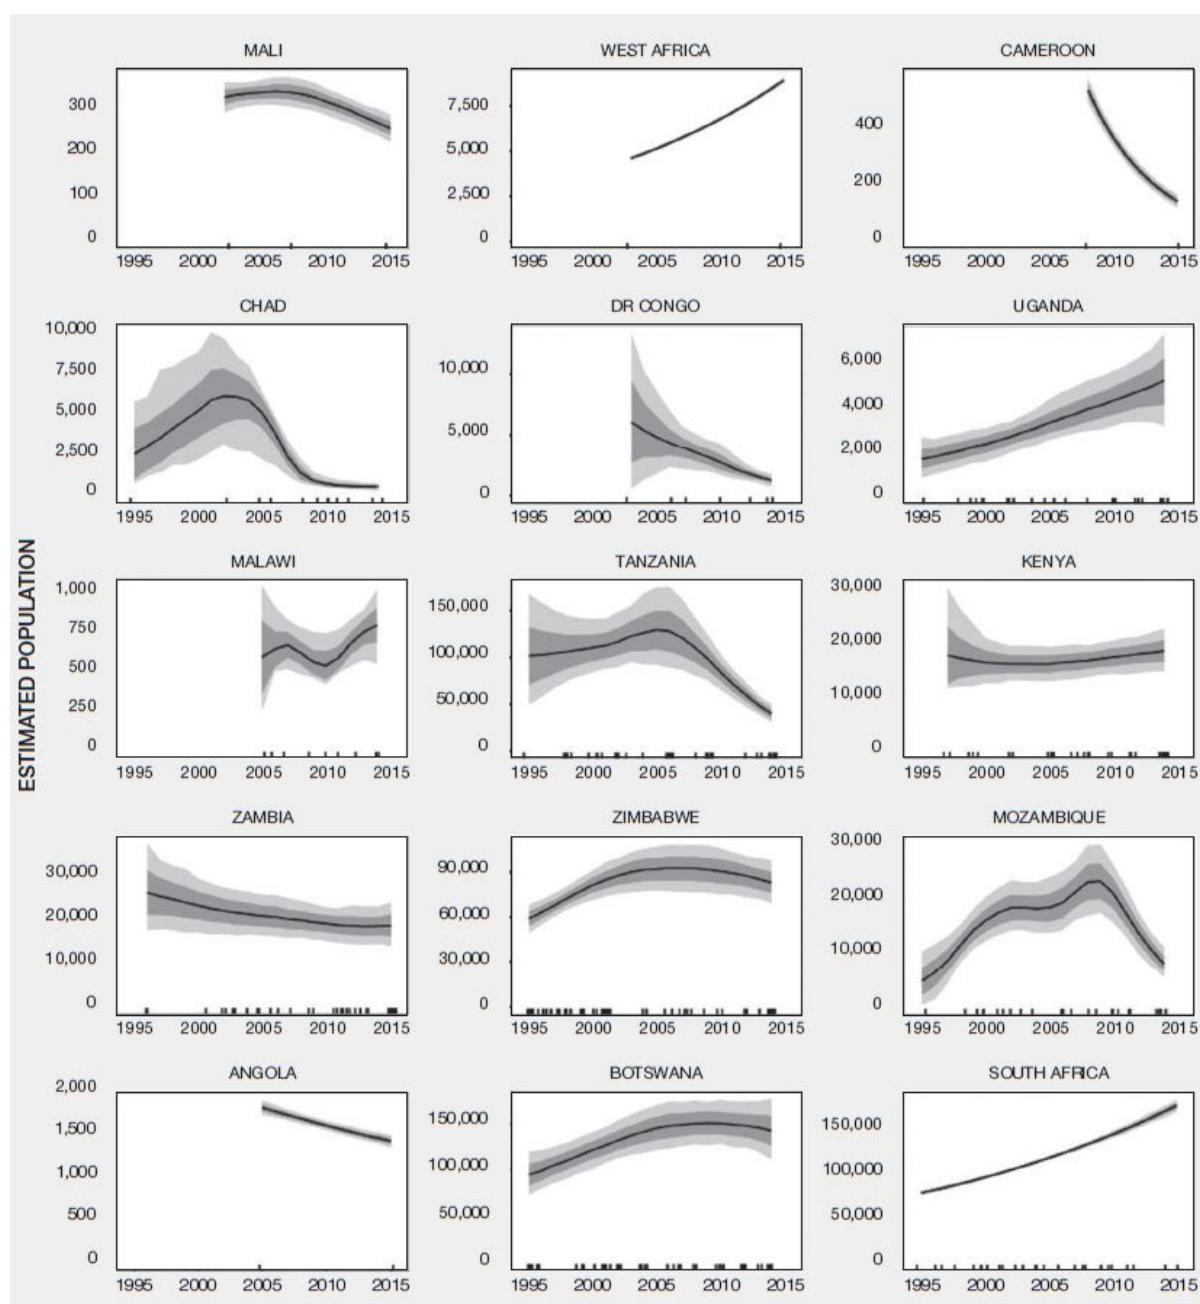 ESTIMATED POPULATION
MALI
300
200
100
0
1995 2000 2005 2010 2015
WEST AFRICA
7,500
5,000
2,500
0
1995 2000 2005 2010 2015
CAMEROON
400
200
0
1995 2000 2005 2010 2015
CHAD
10,000
7,500
5,000
2,500
0
1995 2000 2005 2010 2015
DR CONGO
10,000
5,000
0
1995 2000 2005 2010 2015
UGANDA
6,000
4,000
2,000
0
1995 2000 2005 2010 2015
MALAWI
1,000
750
500
250
0
1995 2000 2005 2010 2015
TANZANIA
150,000
100,000
50,000
0
1995 2000 2005 2010 2015
KENYA
30,000
20,000
10,000
0
1995 2000 2005 2010 2015
ZAMBIA
30,000
20,000
10,000
0
1995 2000 2005 2010 2015
ZIMBABWE
90,000
60,000
30,000
0
1995 2000 2005 2010 2015
MOZAMBIQUE
30,000
20,000
10,000
0
1995 2000 2005 2010 2015
ANGOLA
2,000
1,500
1,000
500
0
1995 2000 2005 2010 2015
BOTSWANA
150,000
100,000
50,000
0
1995 2000 2005 2010 2015
SOUTH AFRICA
150,000
100,000
50,000
0
1995 2000 2005 2010 2015